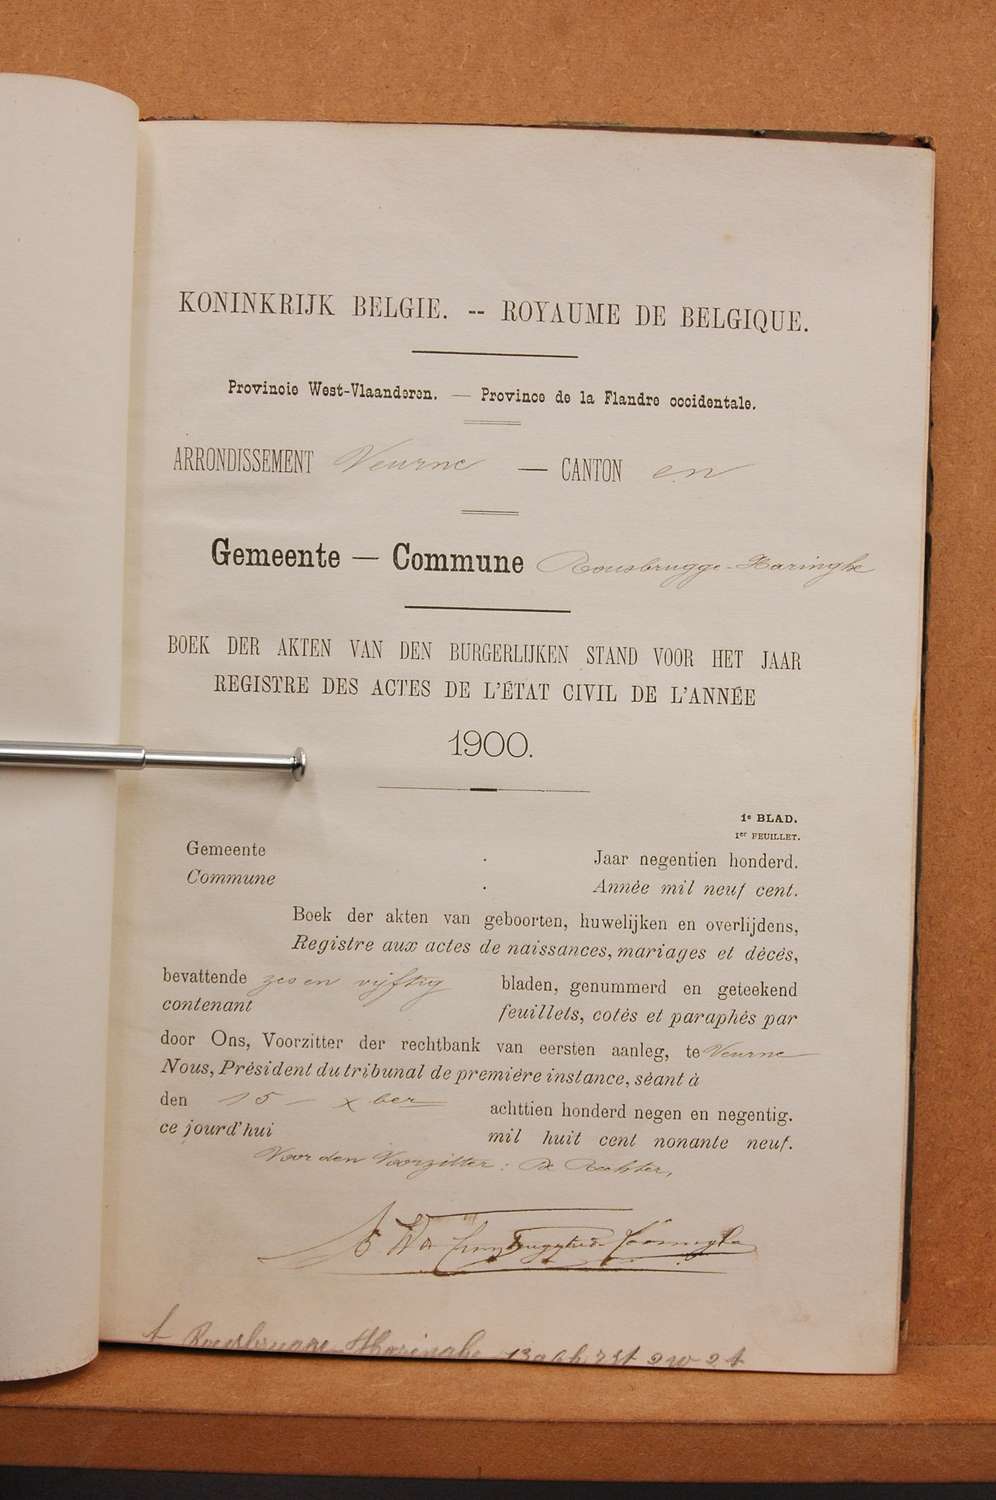 KONINKRIJK BELGIE. -- ROYAUME DE BELGIQUE.
Provincie West-Vlaanderen. — Province de la Flandre occidentale.
ARRONDISSEMENT Veurne — CANTON en
Gemeente — Commune Rousbrugge-Haringhe
BOEK DER AKTEN VAN DEN BURGERLIJKEN STAND VOOR HET JAAR
REGISTRE DES ACTES DE L'ÉTAT CIVIL DE L'ANNÉE
1900.
1e BLAD.
1er FEUILLET.
Gemeente . Jaar negentien honderd.
Commune . Année mil neuf cent.
Boek der akten van geboorten, huwelijken en overlijdens,
Registre aux actes de naissances, mariages et décés,
bevattende zes en vijftig bladen, genummerd en geteekend
contenant feuillets, cotés et paraphés par
door Ons, Voorzitter der rechtbank van eersten aanleg, te Veurne
Nous, Président du tribunal de première instance, séant à
den 15 - xber achttien honderd negen en negentig.
ce jourd'hui mil huit cent nonante neuf.
Voor den Voorzitter: De Rechter,
Rousbrugge-Haringhe